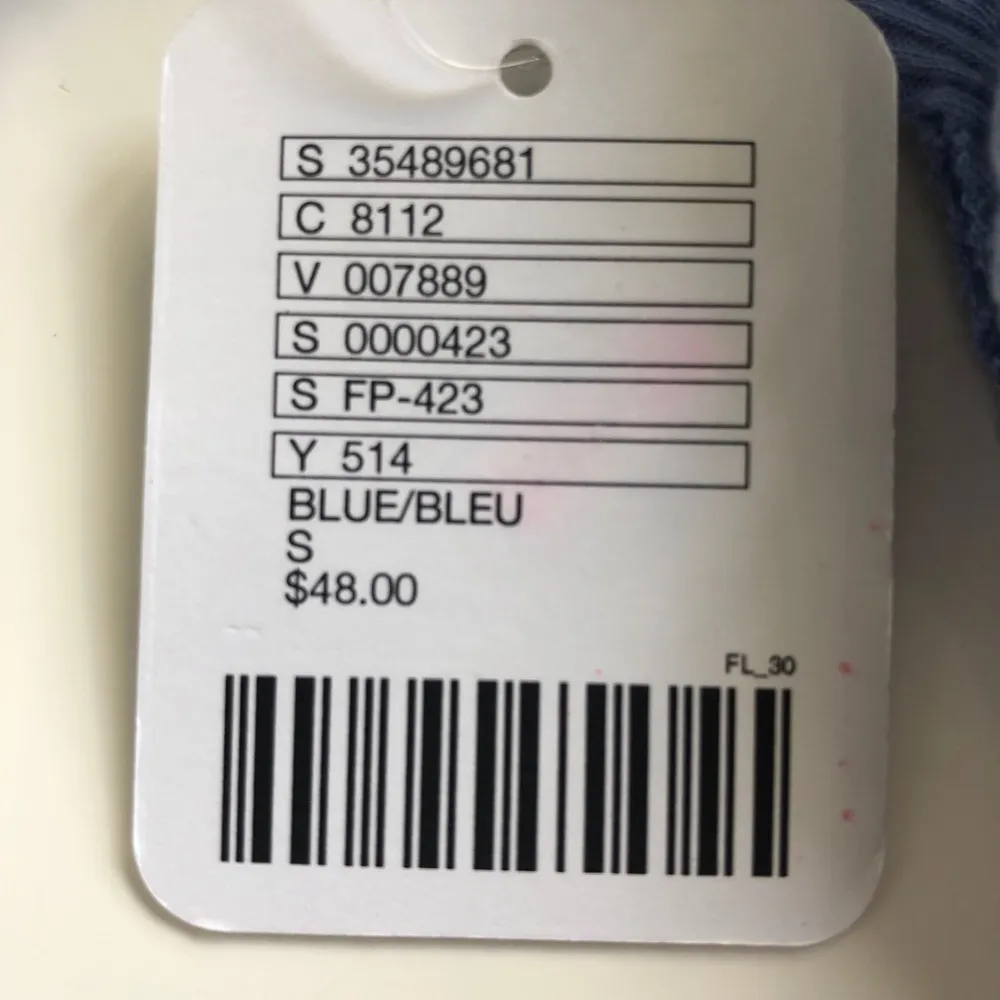 S 35489681
C 8112
V 007889
S 0000423
S FP-423
Y 514
BLUE/BLEU
S
$48.00
FL_30